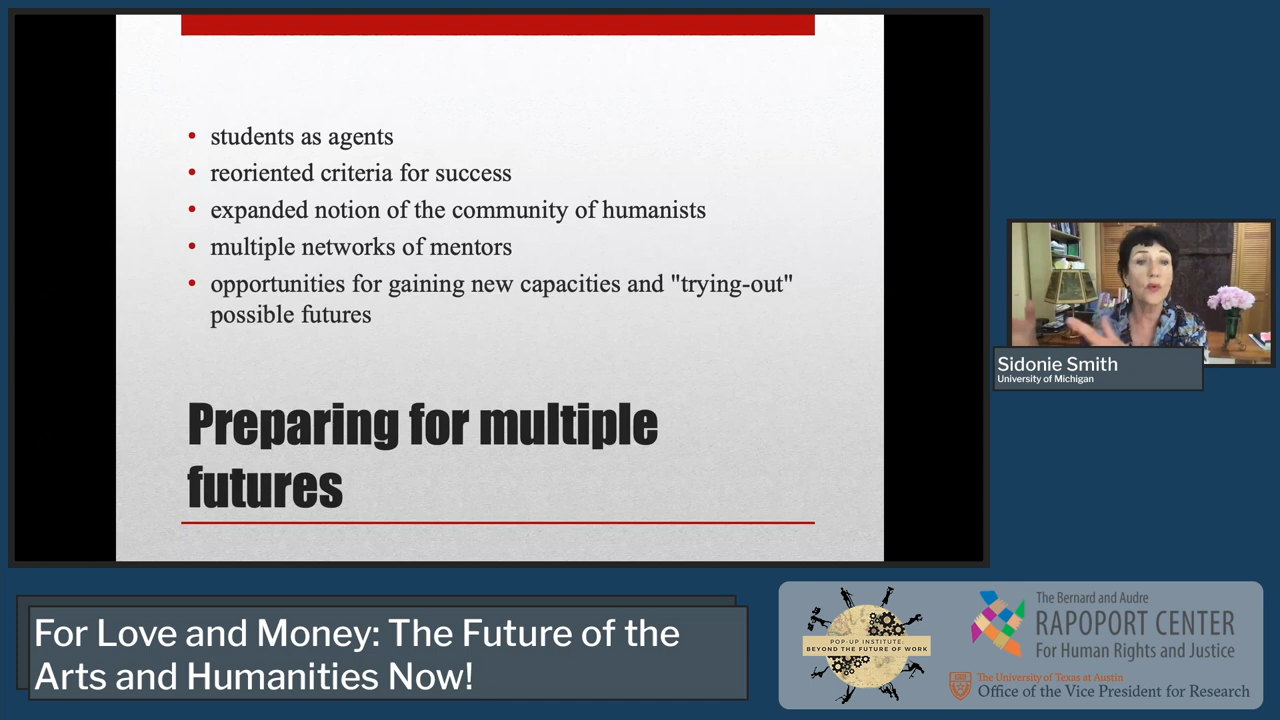 students as agents
reoriented criteria for success
expanded notion of the community of humanists
multiple networks of mentors
opportunities for gaining new capacities and "trying-out"
possible futures
Preparing for multiple
futures
Sidonie Smith
University of Michigan
For Love and Money: The Future of the
Arts and Humanities Now!
POP-UP INSTITUTE:
BEYOND THE FUTURE OF WORK
The Bernard and Audre
RAPOPORT CENTER
For Human Rights and Justice
The University of Texas at Austin
Office of the Vice President for Research